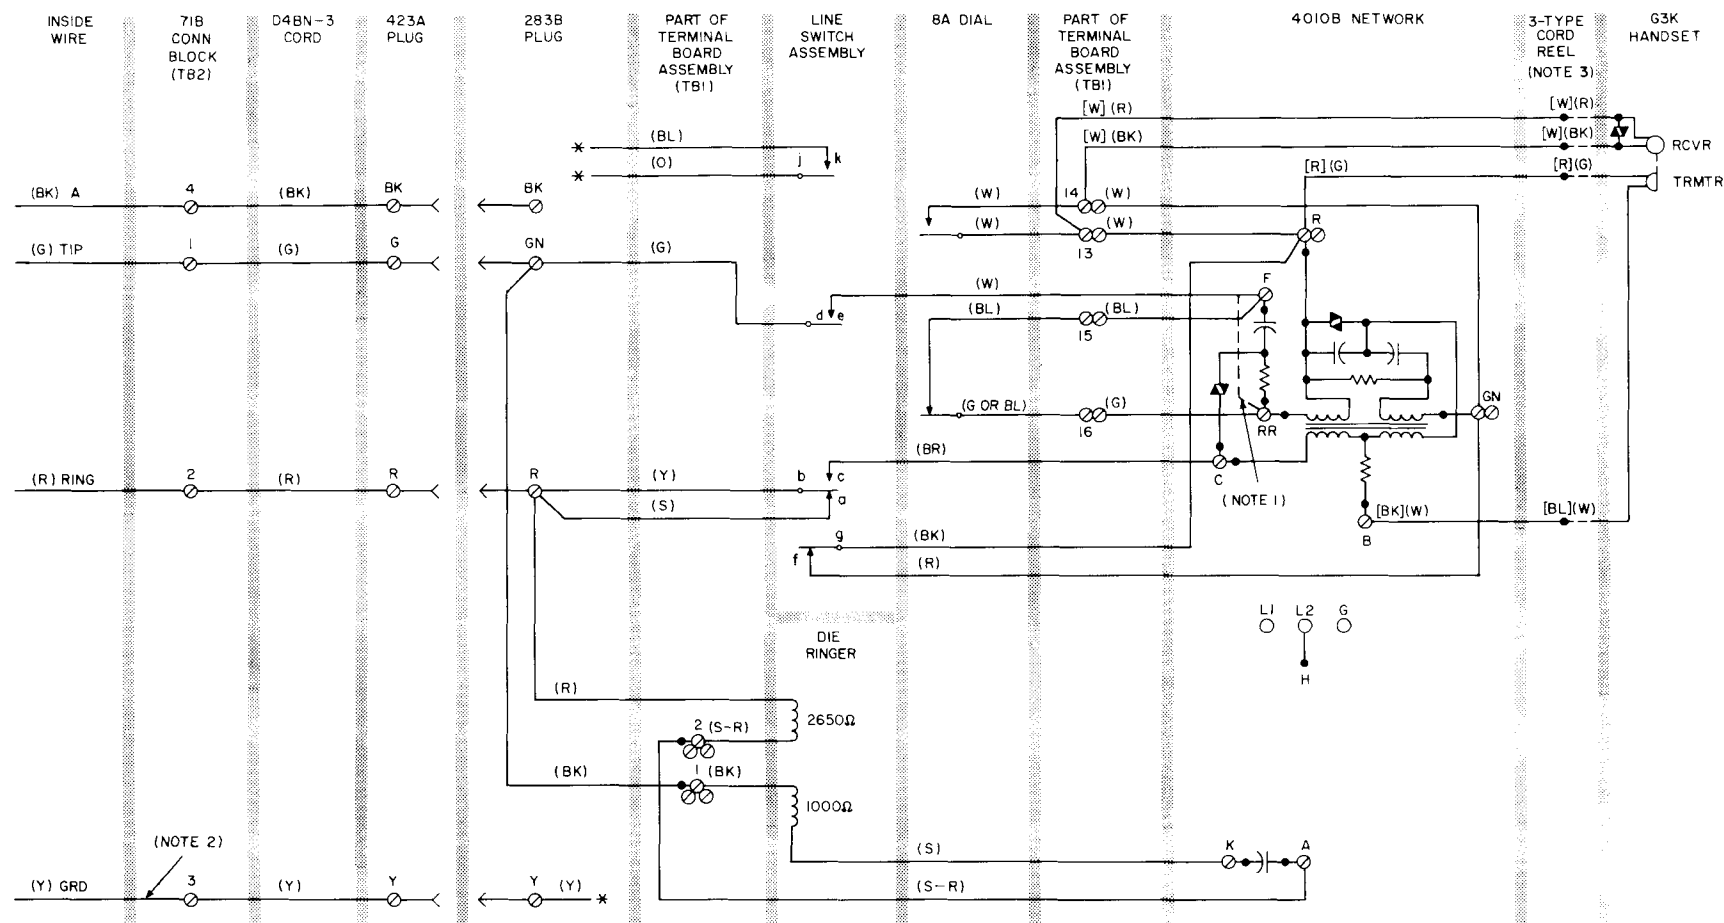 INSIDE
WIRE
71B
CONN
BLOCK
(TB2)
D4BN-3
CORD
423A
PLUG
283B
PLUG
PART OF
TERMINAL
BOARD
ASSEMBLY
(TB1)
LINE
SWITCH
ASSEMBLY
8A DIAL
PART OF
TERMINAL
BOARD
ASSEMBLY
(TB1)
4010B NETWORK
3-TYPE
CORD
REEL
(NOTE 3)
G3K
HANDSET
[W](R)
[W](R)
(BL)
j
k
[W](BK)
[W](BK)
RCVR
(O)
[R](G)
[R](G)
TRMTR
(BK) A
4
(BK)
BK
BK
(W)
14
(W)
(W)
13
(W)
R
(G) TIP
1
(G)
G
GN
(G)
(W)
F
d
e
(BL)
15
(BL)
(G OR BL)
16
(G)
RR
GN
(BR)
C
(NOTE 1)
(R) RING
2
(R)
R
R
(Y)
b
c
a
(S)
[BK](W)
[BL](W)
B
g
f
(BK)
(R)
L1
L2
G
H
DIE
RINGER
(R)
2650Ω
2
(S-R)
(BK)
1
(BK)
1000Ω
(NOTE 2)
(S)
K
A
(Y) GRD
3
(Y)
Y
Y
(Y)
(S-R)